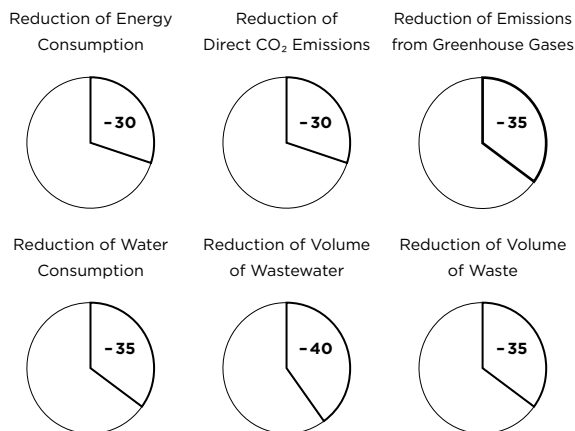 Reduction of Energy
Consumption
-30
Reduction of
Direct CO₂ Emissions
-30
Reduction of Emissions
from Greenhouse Gases
-35
Reduction of Water
Consumption
-35
Reduction of Volume
of Wastewater
-40
Reduction of Volume
of Waste
-35